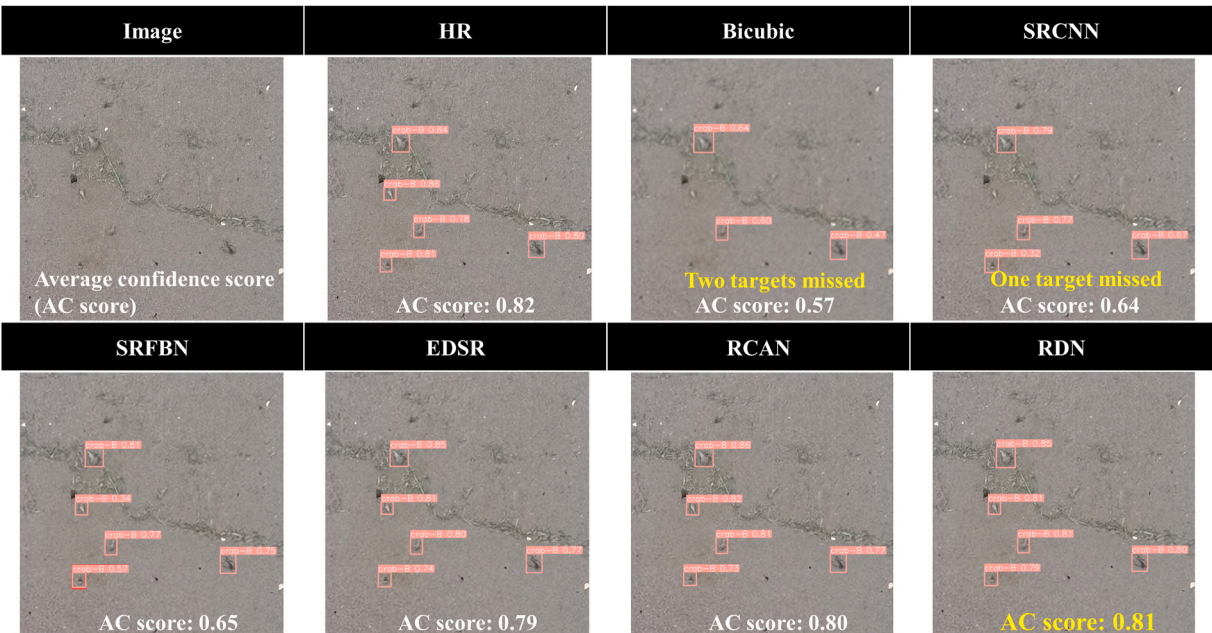 Image
HR
Bicubic
SRCNN
Average confidence score
(AC score)
crab-B 0.84
crab-B 0.86
crab-B 0.78
crab-B 0.80
crab-B 0.81
AC score: 0.82
crab-B 0.64
crab-B 0.60
crab-B 0.47
Two targets missed
AC score: 0.57
crab-B 0.79
crab-B 0.77
crab-B 0.67
crab-B 0.32
One target missed
AC score: 0.64
SRFBN
EDSR
RCAN
RDN
crab-B 0.81
crab-B 0.34
crab-B 0.77
crab-B 0.75
crab-B 0.57
AC score: 0.65
crab-B 0.85
crab-B 0.81
crab-B 0.80
crab-B 0.77
crab-B 0.74
AC score: 0.79
crab-B 0.86
crab-B 0.82
crab-B 0.81
crab-B 0.77
crab-B 0.73
AC score: 0.80
crab-B 0.85
crab-B 0.81
crab-B 0.81
crab-B 0.80
crab-B 0.79
AC score: 0.81